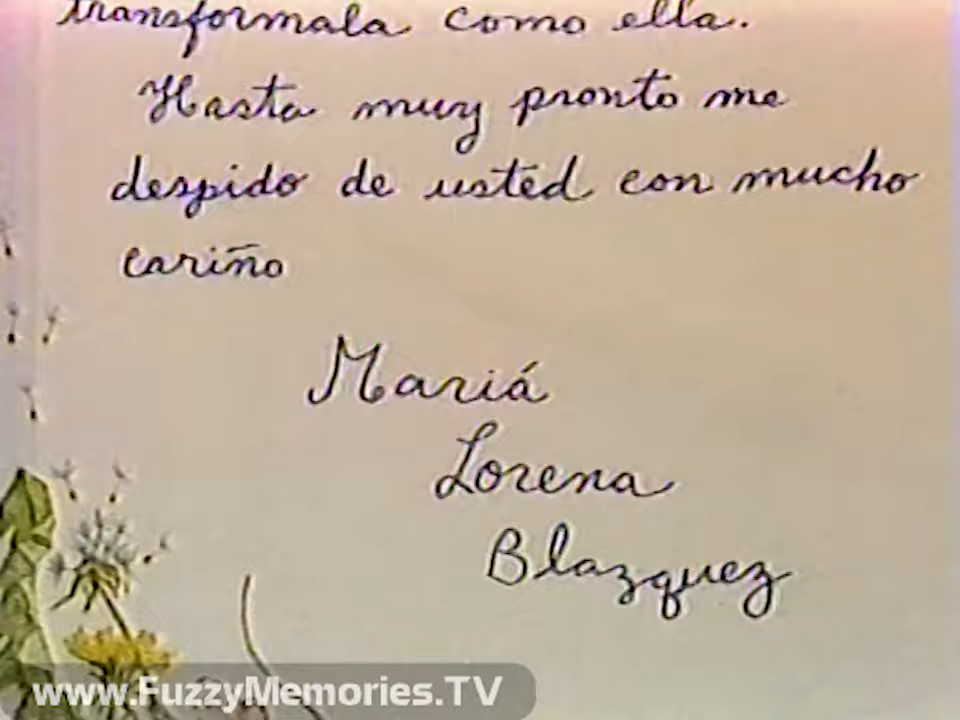 transformala como ella.
Hasta muy pronto me
despido de usted con mucho
cariño
Mariá
Lorena
Blazquez
www.FuzzyMemories.TV